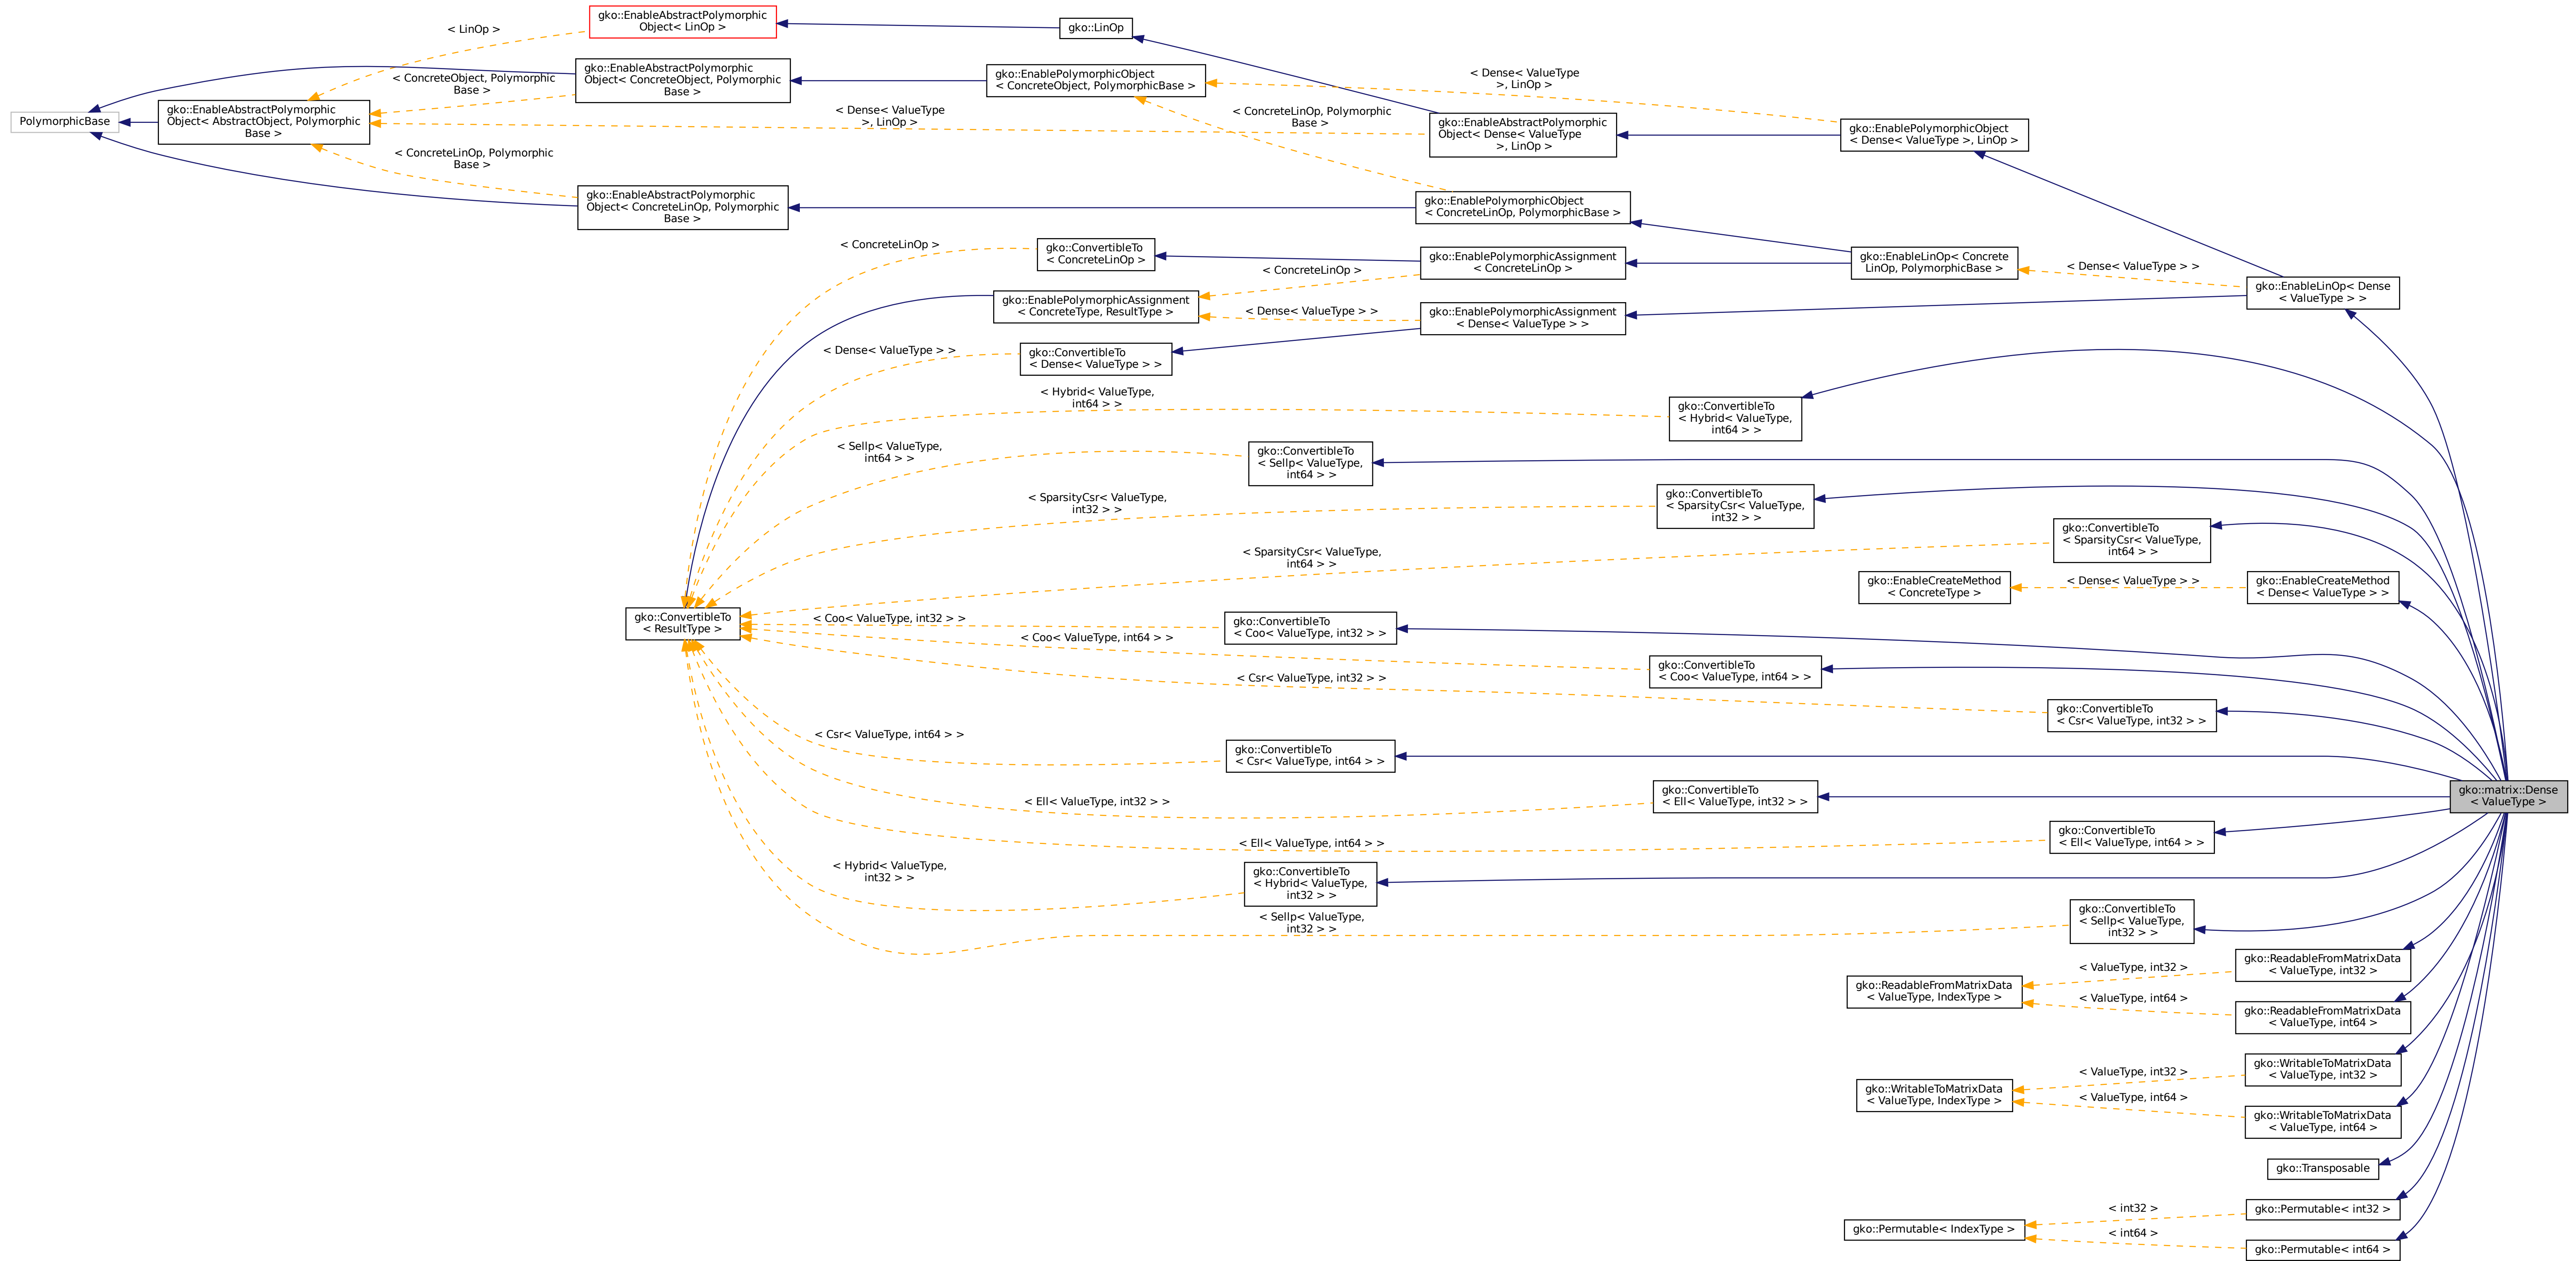 gko::EnableAbstractPolymorphic
Object< LinOp >
gko::LinOp
< LinOp >
gko::EnableAbstractPolymorphic
Object< ConcreteObject, Polymorphic
Base >
< ConcreteObject, Polymorphic
Base >
gko::EnablePolymorphicObject
< ConcreteObject, PolymorphicBase >
< Dense< ValueType
>, LinOp >
PolymorphicBase
gko::EnableAbstractPolymorphic
Object< AbstractObject, Polymorphic
Base >
< Dense< ValueType
>, LinOp >
< ConcreteLinOp, Polymorphic
Base >
gko::EnableAbstractPolymorphic
Object< Dense< ValueType
>, LinOp >
gko::EnablePolymorphicObject
< Dense< ValueType >, LinOp >
< ConcreteLinOp, Polymorphic
Base >
gko::EnableAbstractPolymorphic
Object< ConcreteLinOp, Polymorphic
Base >
gko::EnablePolymorphicObject
< ConcreteLinOp, PolymorphicBase >
< ConcreteLinOp >
gko::ConvertibleTo
< ConcreteLinOp >
gko::EnablePolymorphicAssignment
< ConcreteLinOp >
gko::EnableLinOp< Concrete
LinOp, PolymorphicBase >
< Dense< ValueType > >
gko::EnableLinOp< Dense
< ValueType > >
< ConcreteLinOp >
gko::EnablePolymorphicAssignment
< ConcreteType, ResultType >
< Dense< ValueType > >
gko::EnablePolymorphicAssignment
< Dense< ValueType > >
< Dense< ValueType > >
gko::ConvertibleTo
< Dense< ValueType > >
< Hybrid< ValueType,
int64 > >
gko::ConvertibleTo
< Hybrid< ValueType,
int64 > >
< Sellp< ValueType,
int64 > >
gko::ConvertibleTo
< Sellp< ValueType,
int64 > >
< SparsityCsr< ValueType,
int32 > >
gko::ConvertibleTo
< SparsityCsr< ValueType,
int32 > >
< SparsityCsr< ValueType,
int64 > >
gko::ConvertibleTo
< SparsityCsr< ValueType,
int64 > >
gko::EnableCreateMethod
< ConcreteType >
< Dense< ValueType > >
gko::EnableCreateMethod
< Dense< ValueType > >
gko::ConvertibleTo
< ResultType >
< Coo< ValueType, int32 > >
gko::ConvertibleTo
< Coo< ValueType, int32 > >
< Coo< ValueType, int64 > >
gko::ConvertibleTo
< Coo< ValueType, int64 > >
< Csr< ValueType, int32 > >
gko::ConvertibleTo
< Csr< ValueType, int32 > >
< Csr< ValueType, int64 > >
gko::ConvertibleTo
< Csr< ValueType, int64 > >
< Ell< ValueType, int32 > >
gko::ConvertibleTo
< Ell< ValueType, int32 > >
gko::matrix::Dense
< ValueType >
< Ell< ValueType, int64 > >
gko::ConvertibleTo
< Ell< ValueType, int64 > >
< Hybrid< ValueType,
int32 > >
gko::ConvertibleTo
< Hybrid< ValueType,
int32 > >
< Sellp< ValueType,
int32 > >
gko::ConvertibleTo
< Sellp< ValueType,
int32 > >
gko::ReadableFromMatrixData
< ValueType, IndexType >
< ValueType, int32 >
gko::ReadableFromMatrixData
< ValueType, int32 >
< ValueType, int64 >
gko::ReadableFromMatrixData
< ValueType, int64 >
gko::WritableToMatrixData
< ValueType, IndexType >
< ValueType, int32 >
gko::WritableToMatrixData
< ValueType, int32 >
< ValueType, int64 >
gko::WritableToMatrixData
< ValueType, int64 >
gko::Transposable
gko::Permutable< IndexType >
< int32 >
gko::Permutable< int32 >
< int64 >
gko::Permutable< int64 >